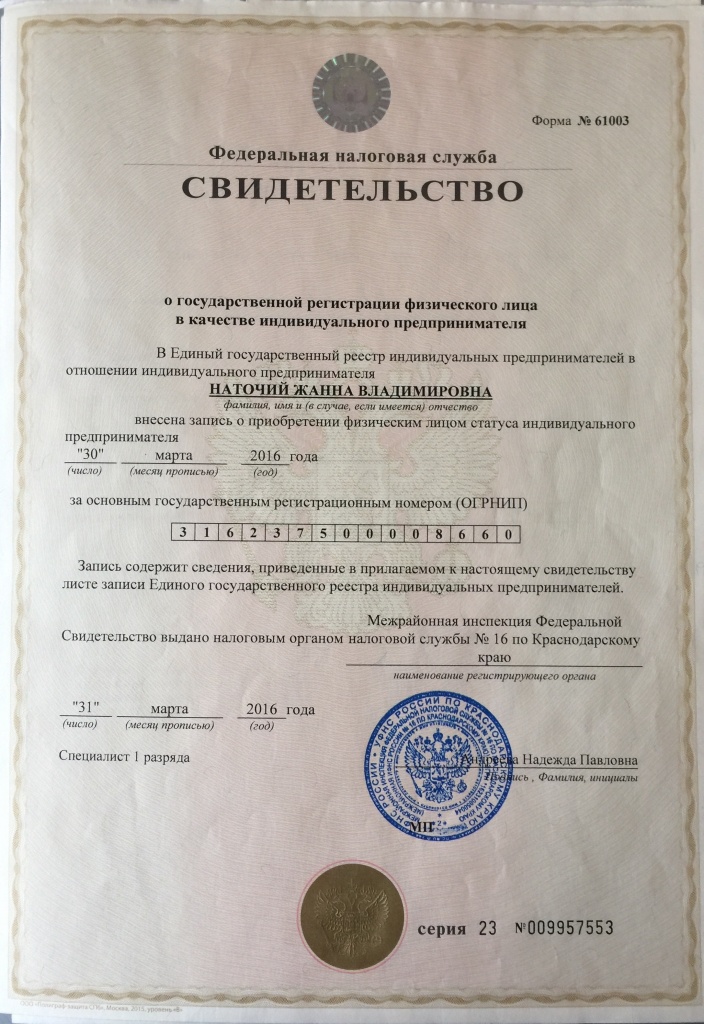 Форма № 61003
Федеральная налоговая служба
СВИДЕТЕЛЬСТВО
о государственной регистрации физического лица
в качестве индивидуального предпринимателя
В Единый государственный реестр индивидуальных предпринимателей в
отношении индивидуального предпринимателя
НАТОЧИЙ ЖАННА ВЛАДИМИРОВНА
фамилия, имя и (в случае, если имеется) отчество
внесена запись о приобретении физическим лицом статуса индивидуального
предпринимателя
"30" марта 2016 года
(число) (месяц прописью) (год)
за основным государственным регистрационным номером (ОГРНИП)
3 1 6 2 3 7 5 0 0 0 0 8 6 6 0
Запись содержит сведения, приведенные в прилагаемом к настоящему свидетельству
листе записи Единого государственного реестра индивидуальных предпринимателей.
Межрайонная инспекция Федеральной
Свидетельство выдано налоговым органом налоговой службы № 16 по Краснодарскому
краю
наименование регистрирующего органа
"31" марта 2016 года
(число) (месяц прописью) (год)
Специалист 1 разряда Андреева Надежда Павловна
Подпись , Фамилия, инициалы
УФНС РОССИИ ПО КРАСНОДАРСКОМУ КРАЮ
МП
серия 23 №009957553